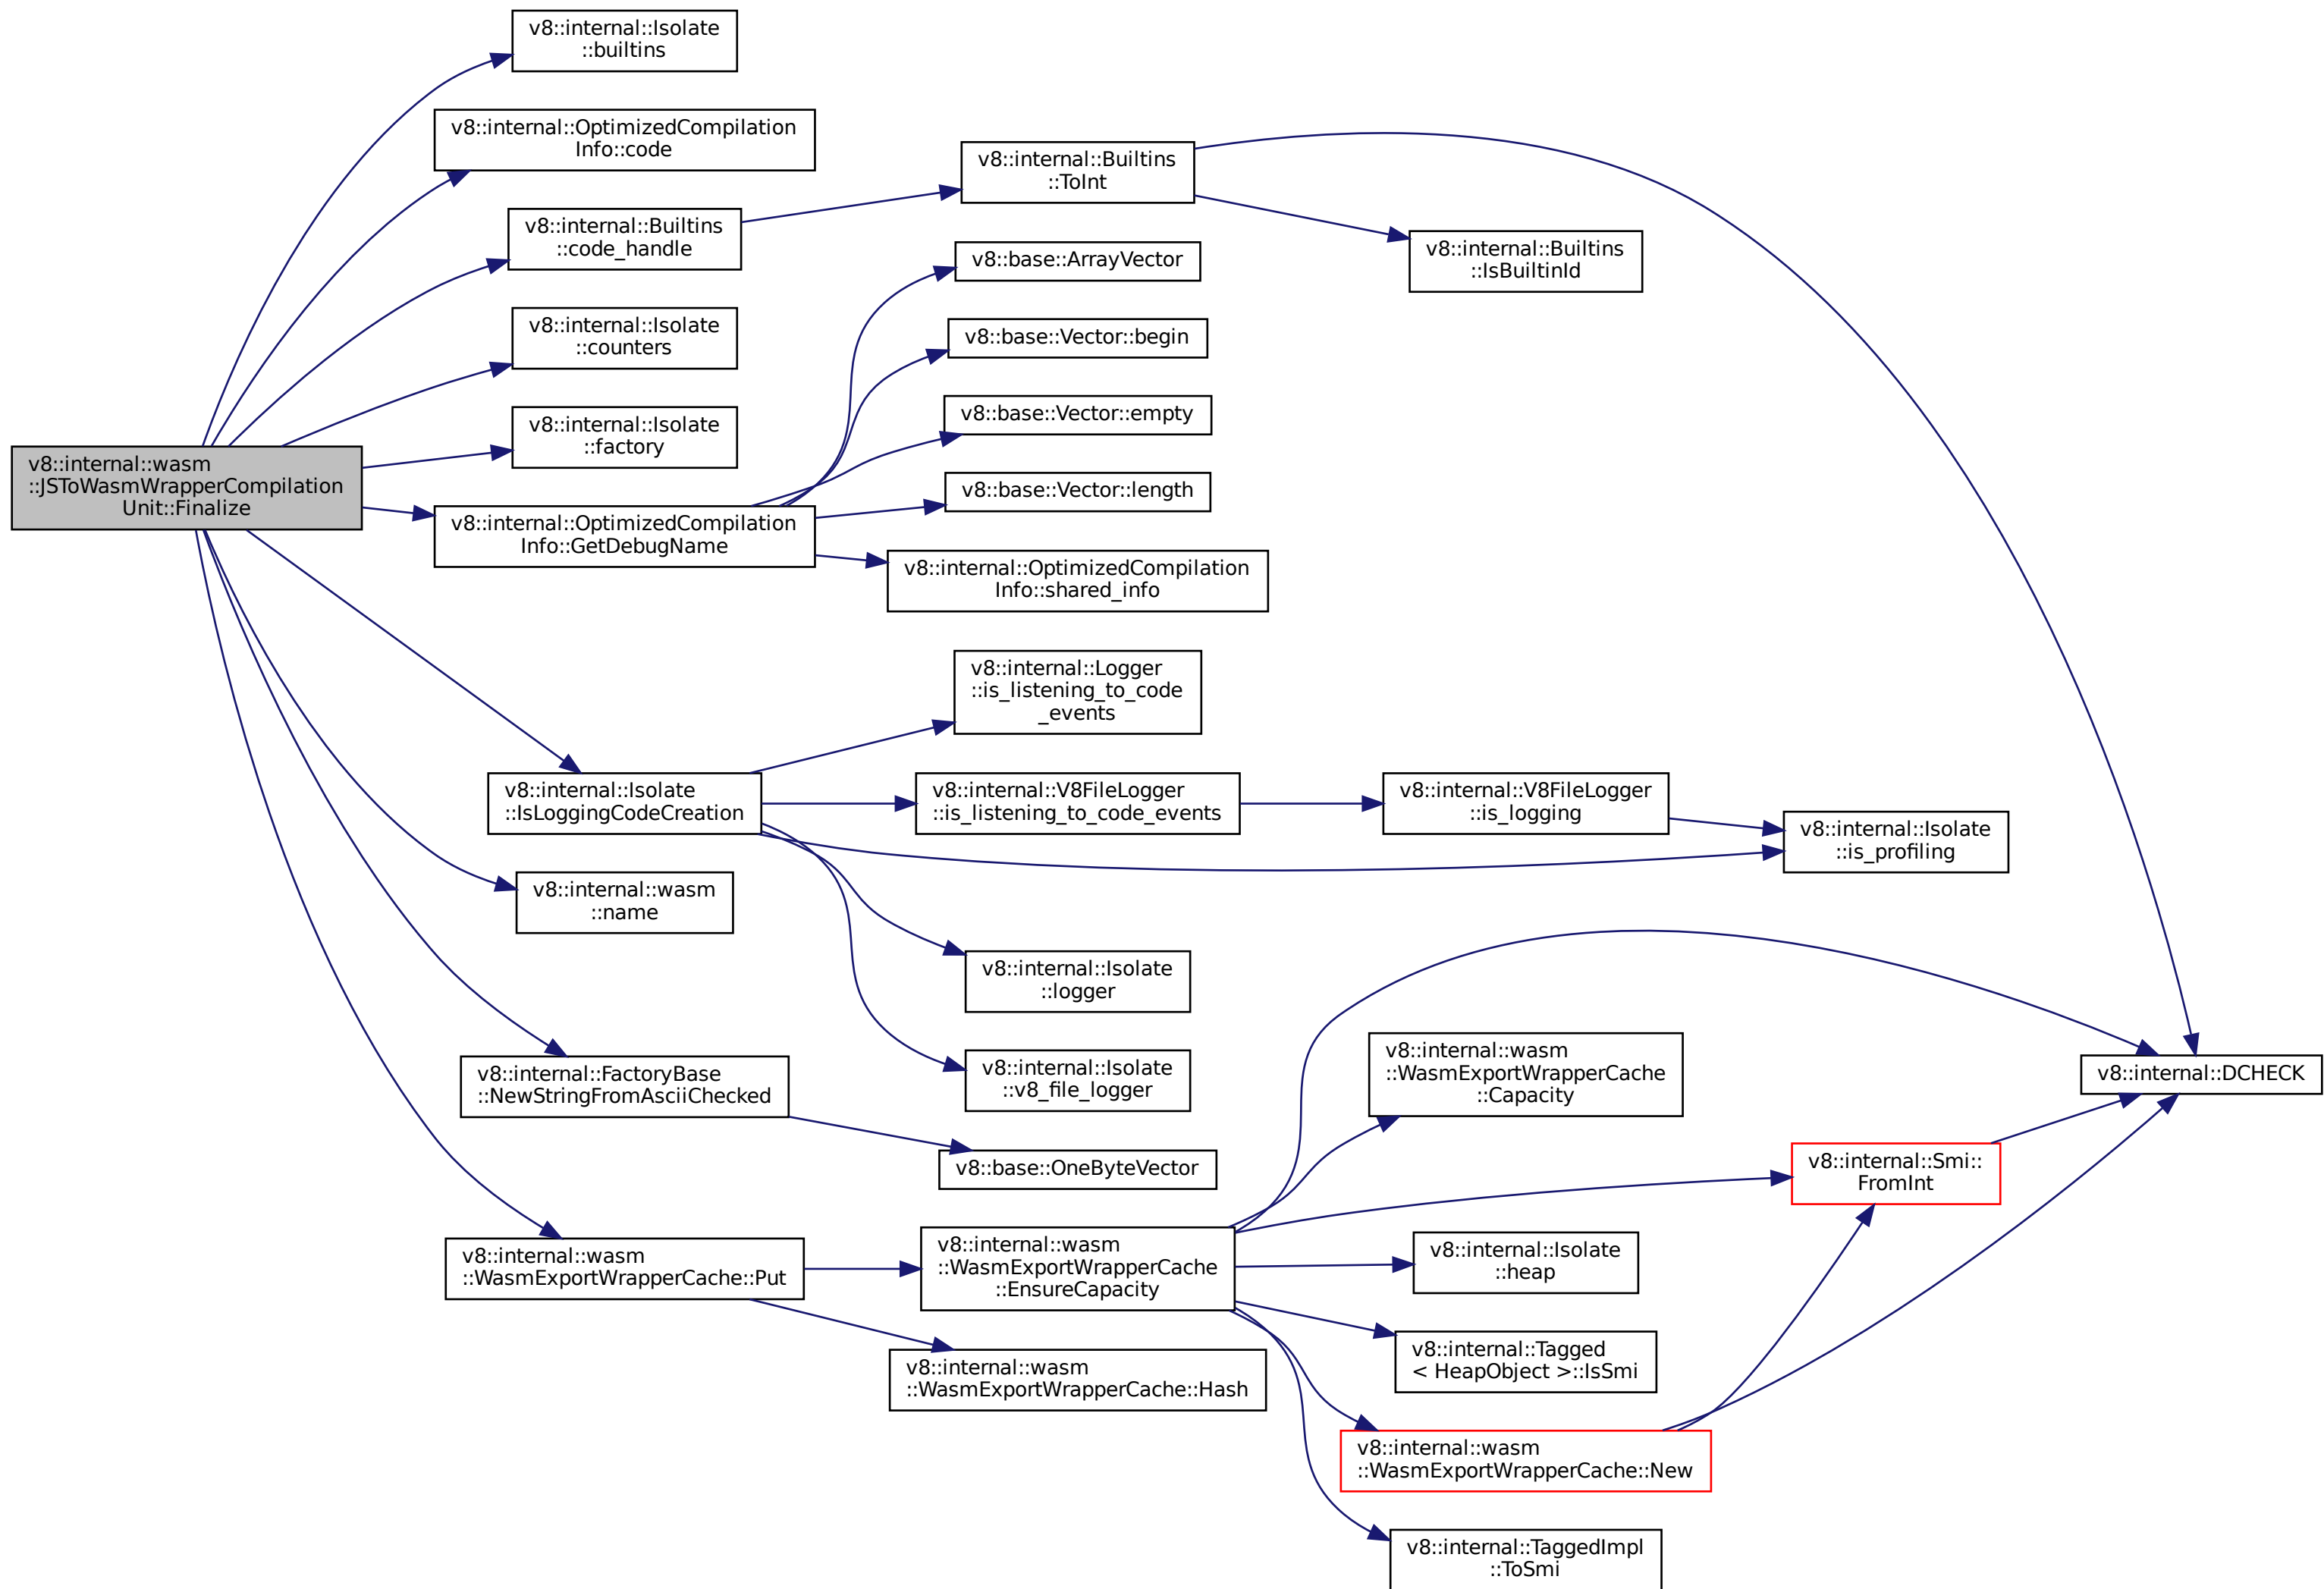 v8::internal::Isolate
::builtins
v8::internal::OptimizedCompilation
Info::code
v8::internal::Builtins
::ToInt
v8::internal::Builtins
::code_handle
v8::internal::Builtins
::IsBuiltinId
v8::base::ArrayVector
v8::internal::Isolate
::counters
v8::base::Vector::begin
v8::base::Vector::empty
v8::internal::Isolate
::factory
v8::internal::wasm
::JSToWasmWrapperCompilation
Unit::Finalize
v8::base::Vector::length
v8::internal::OptimizedCompilation
Info::GetDebugName
v8::internal::OptimizedCompilation
Info::shared_info
v8::internal::Logger
::is_listening_to_code
_events
v8::internal::Isolate
::IsLoggingCodeCreation
v8::internal::V8FileLogger
::is_listening_to_code_events
v8::internal::V8FileLogger
::is_logging
v8::internal::Isolate
::is_profiling
v8::internal::wasm
::name
v8::internal::Isolate
::logger
v8::internal::Isolate
::v8_file_logger
v8::internal::wasm
::WasmExportWrapperCache
::Capacity
v8::internal::DCHECK
v8::internal::FactoryBase
::NewStringFromAsciiChecked
v8::base::OneByteVector
v8::internal::Smi::
FromInt
v8::internal::wasm
::WasmExportWrapperCache::Put
v8::internal::wasm
::WasmExportWrapperCache
::EnsureCapacity
v8::internal::Isolate
::heap
v8::internal::Tagged
< HeapObject >::IsSmi
v8::internal::wasm
::WasmExportWrapperCache::Hash
v8::internal::wasm
::WasmExportWrapperCache::New
v8::internal::TaggedImpl
::ToSmi